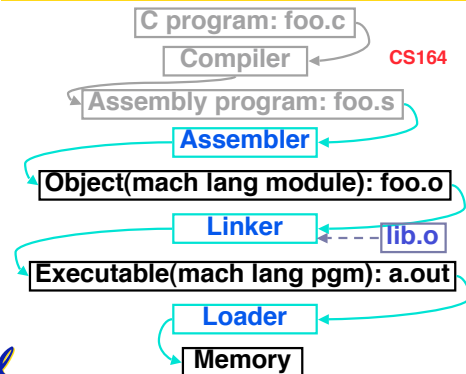 C program: foo.c
Compiler
CS164
Assembly program: foo.s
Assembler
Object(mach lang module): foo.o
Linker
lib.o
Executable(mach lang pgm): a.out
Loader
Memory